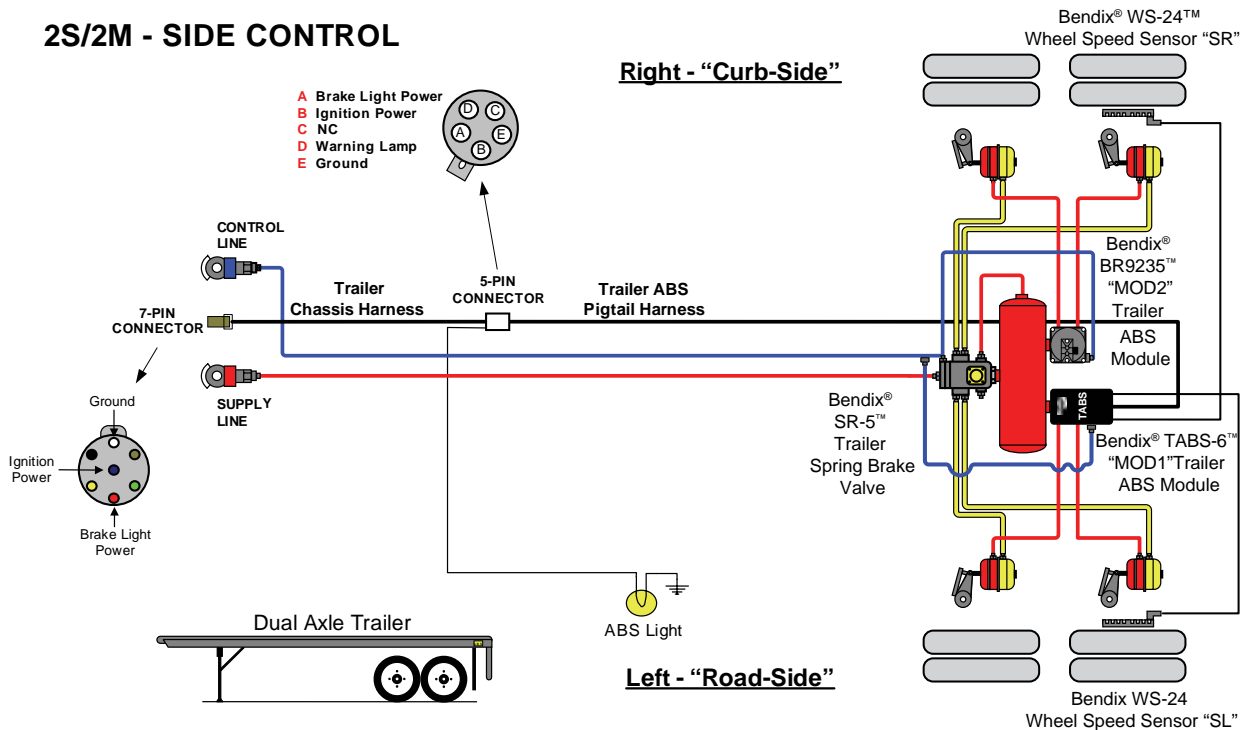 2S/2M - SIDE CONTROL
Bendix® WS-24™
Wheel Speed Sensor “SR”
Right - “Curb-Side”
A Brake Light Power
B Ignition Power
C NC
D Warning Lamp
E Ground
D
C
A
E
B
CONTROL
LINE
Trailer
Chassis Harness
5-PIN
CONNECTOR
Trailer ABS
Pigtail Harness
7-PIN
CONNECTOR
SUPPLY
LINE
Bendix®
BR9235™
“MOD2”
Trailer
ABS
Module
Bendix®
SR-5™
Trailer
Spring Brake
Valve
TABS
Bendix® TABS-6™
“MOD1”Trailer
ABS Module
Ground
Ignition
Power
Brake Light
Power
ABS Light
Dual Axle Trailer
Left - “Road-Side”
Bendix WS-24
Wheel Speed Sensor “SL”